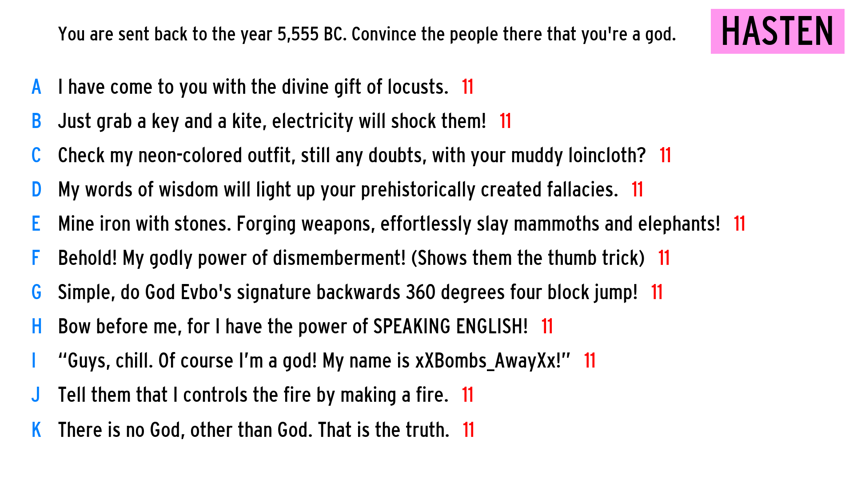 You are sent back to the year 5,555 BC. Convince the people there that you're a god.
HASTEN
A I have come to you with the divine gift of locusts. 11
B Just grab a key and a kite, electricity will shock them! 11
C Check my neon-colored outfit, still any doubts, with your muddy loincloth? 11
D My words of wisdom will light up your prehistorically created fallacies. 11
E Mine iron with stones. Forging weapons, effortlessly slay mammoths and elephants! 11
F Behold! My godly power of dismemberment! (Shows them the thumb trick) 11
G Simple, do God Evbo's signature backwards 360 degrees four block jump! 11
H Bow before me, for I have the power of SPEAKING ENGLISH! 11
I “Guys, chill. Of course I’m a god! My name is xXBombs_AwayXx!” 11
J Tell them that I controls the fire by making a fire. 11
K There is no God, other than God. That is the truth. 11